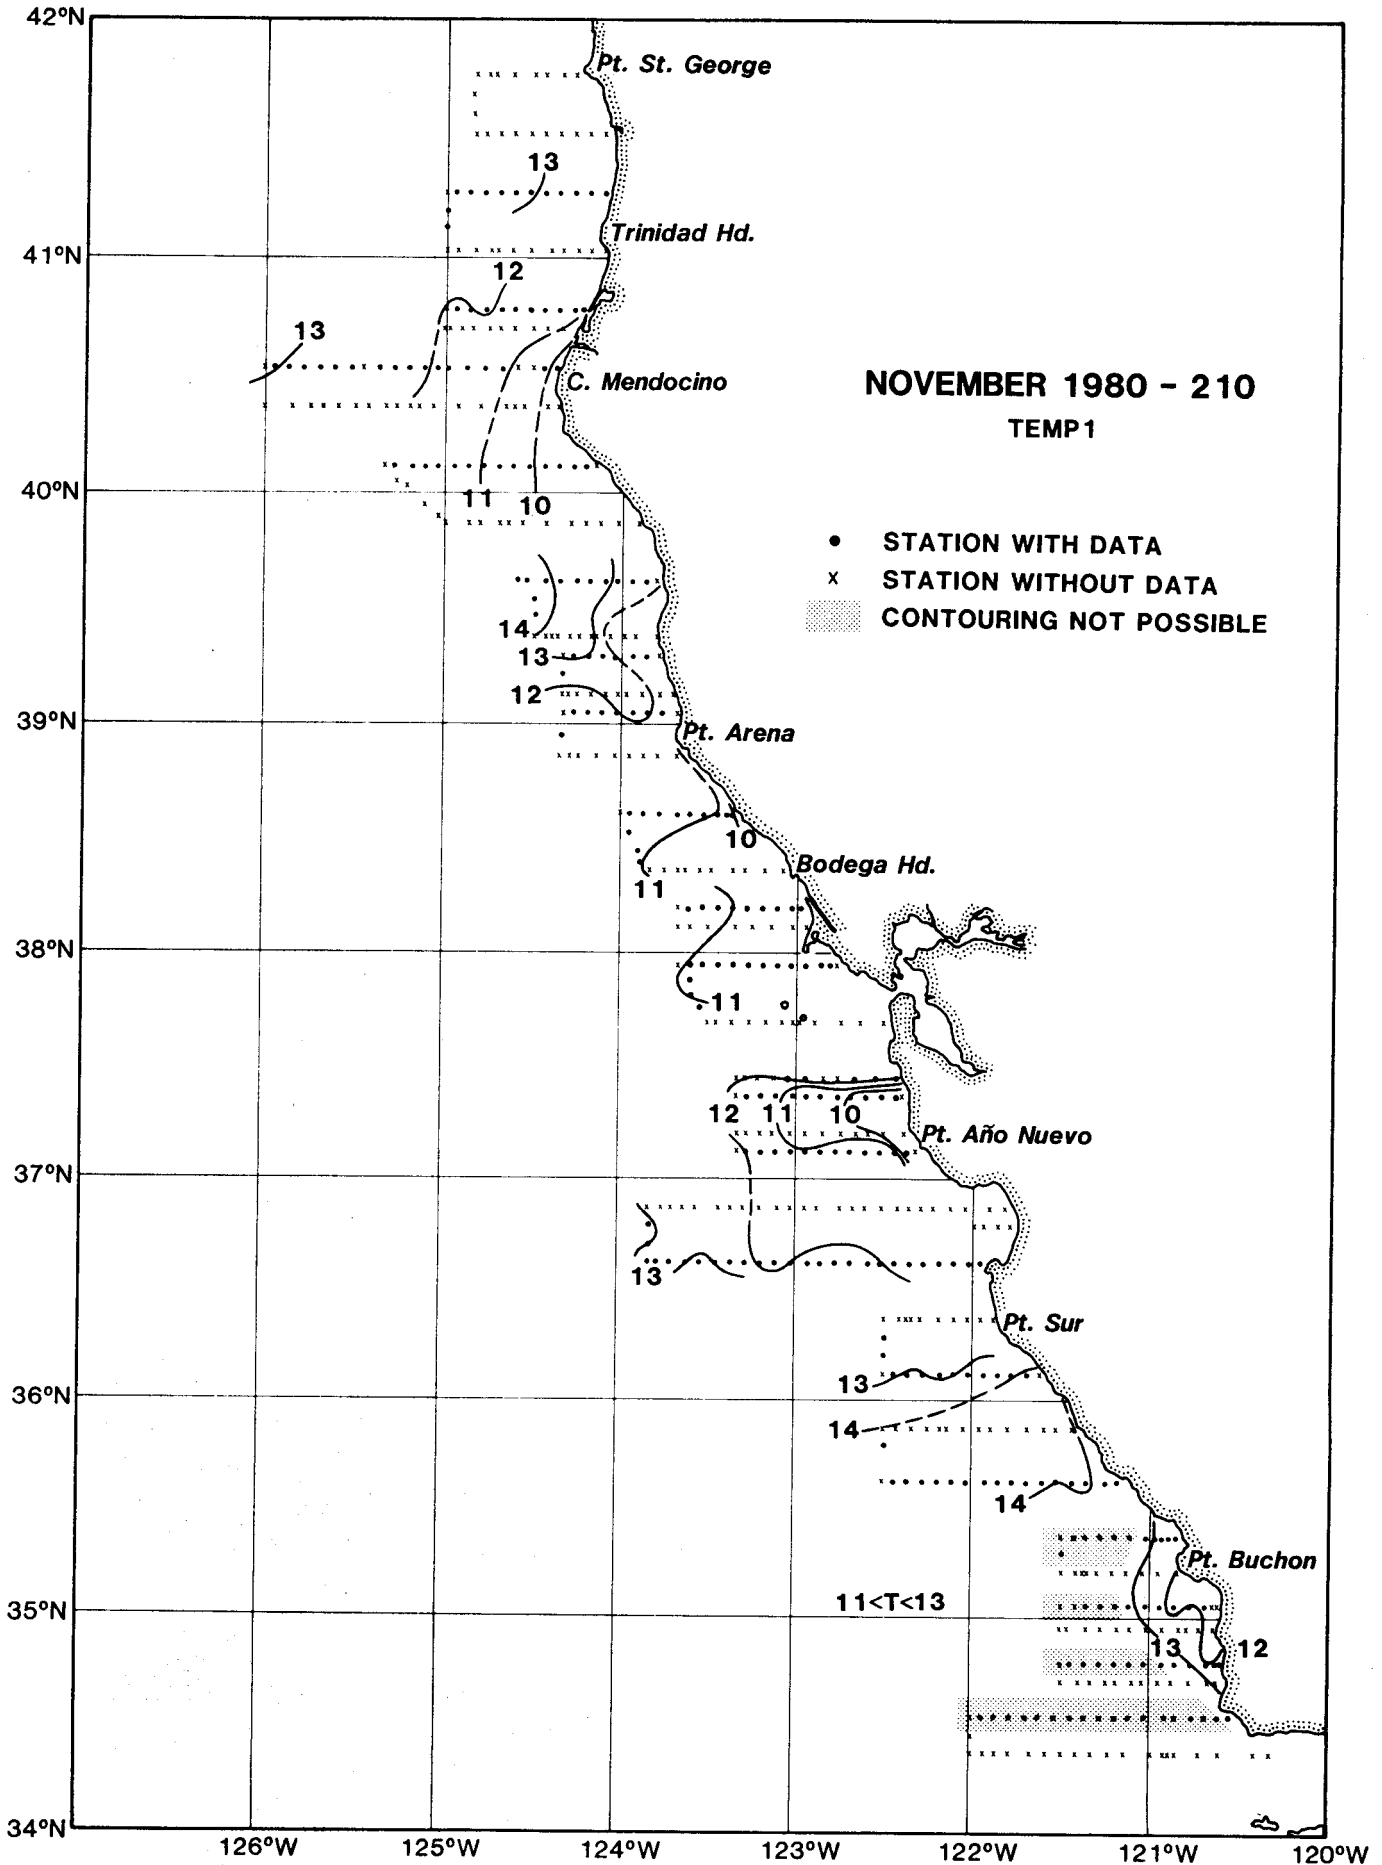 42°N
Pt. St. George
13
Trinidad Hd.
41°N
12
13
C. Mendocino
NOVEMBER 1980 - 210
TEMP1
40°N
11
10
● STATION WITH DATA
x STATION WITHOUT DATA
CONTOURING NOT POSSIBLE
14
13
12
39°N
Pt. Arena
10
Bodega Hd.
11
38°N
11
12
11
10
Pt. Año Nuevo
37°N
13
Pt. Sur
13
36°N
14
14
Pt. Buchon
11<T<13
35°N
13
12
34°N
126°W
125°W
124°W
123°W
122°W
121°W
120°W